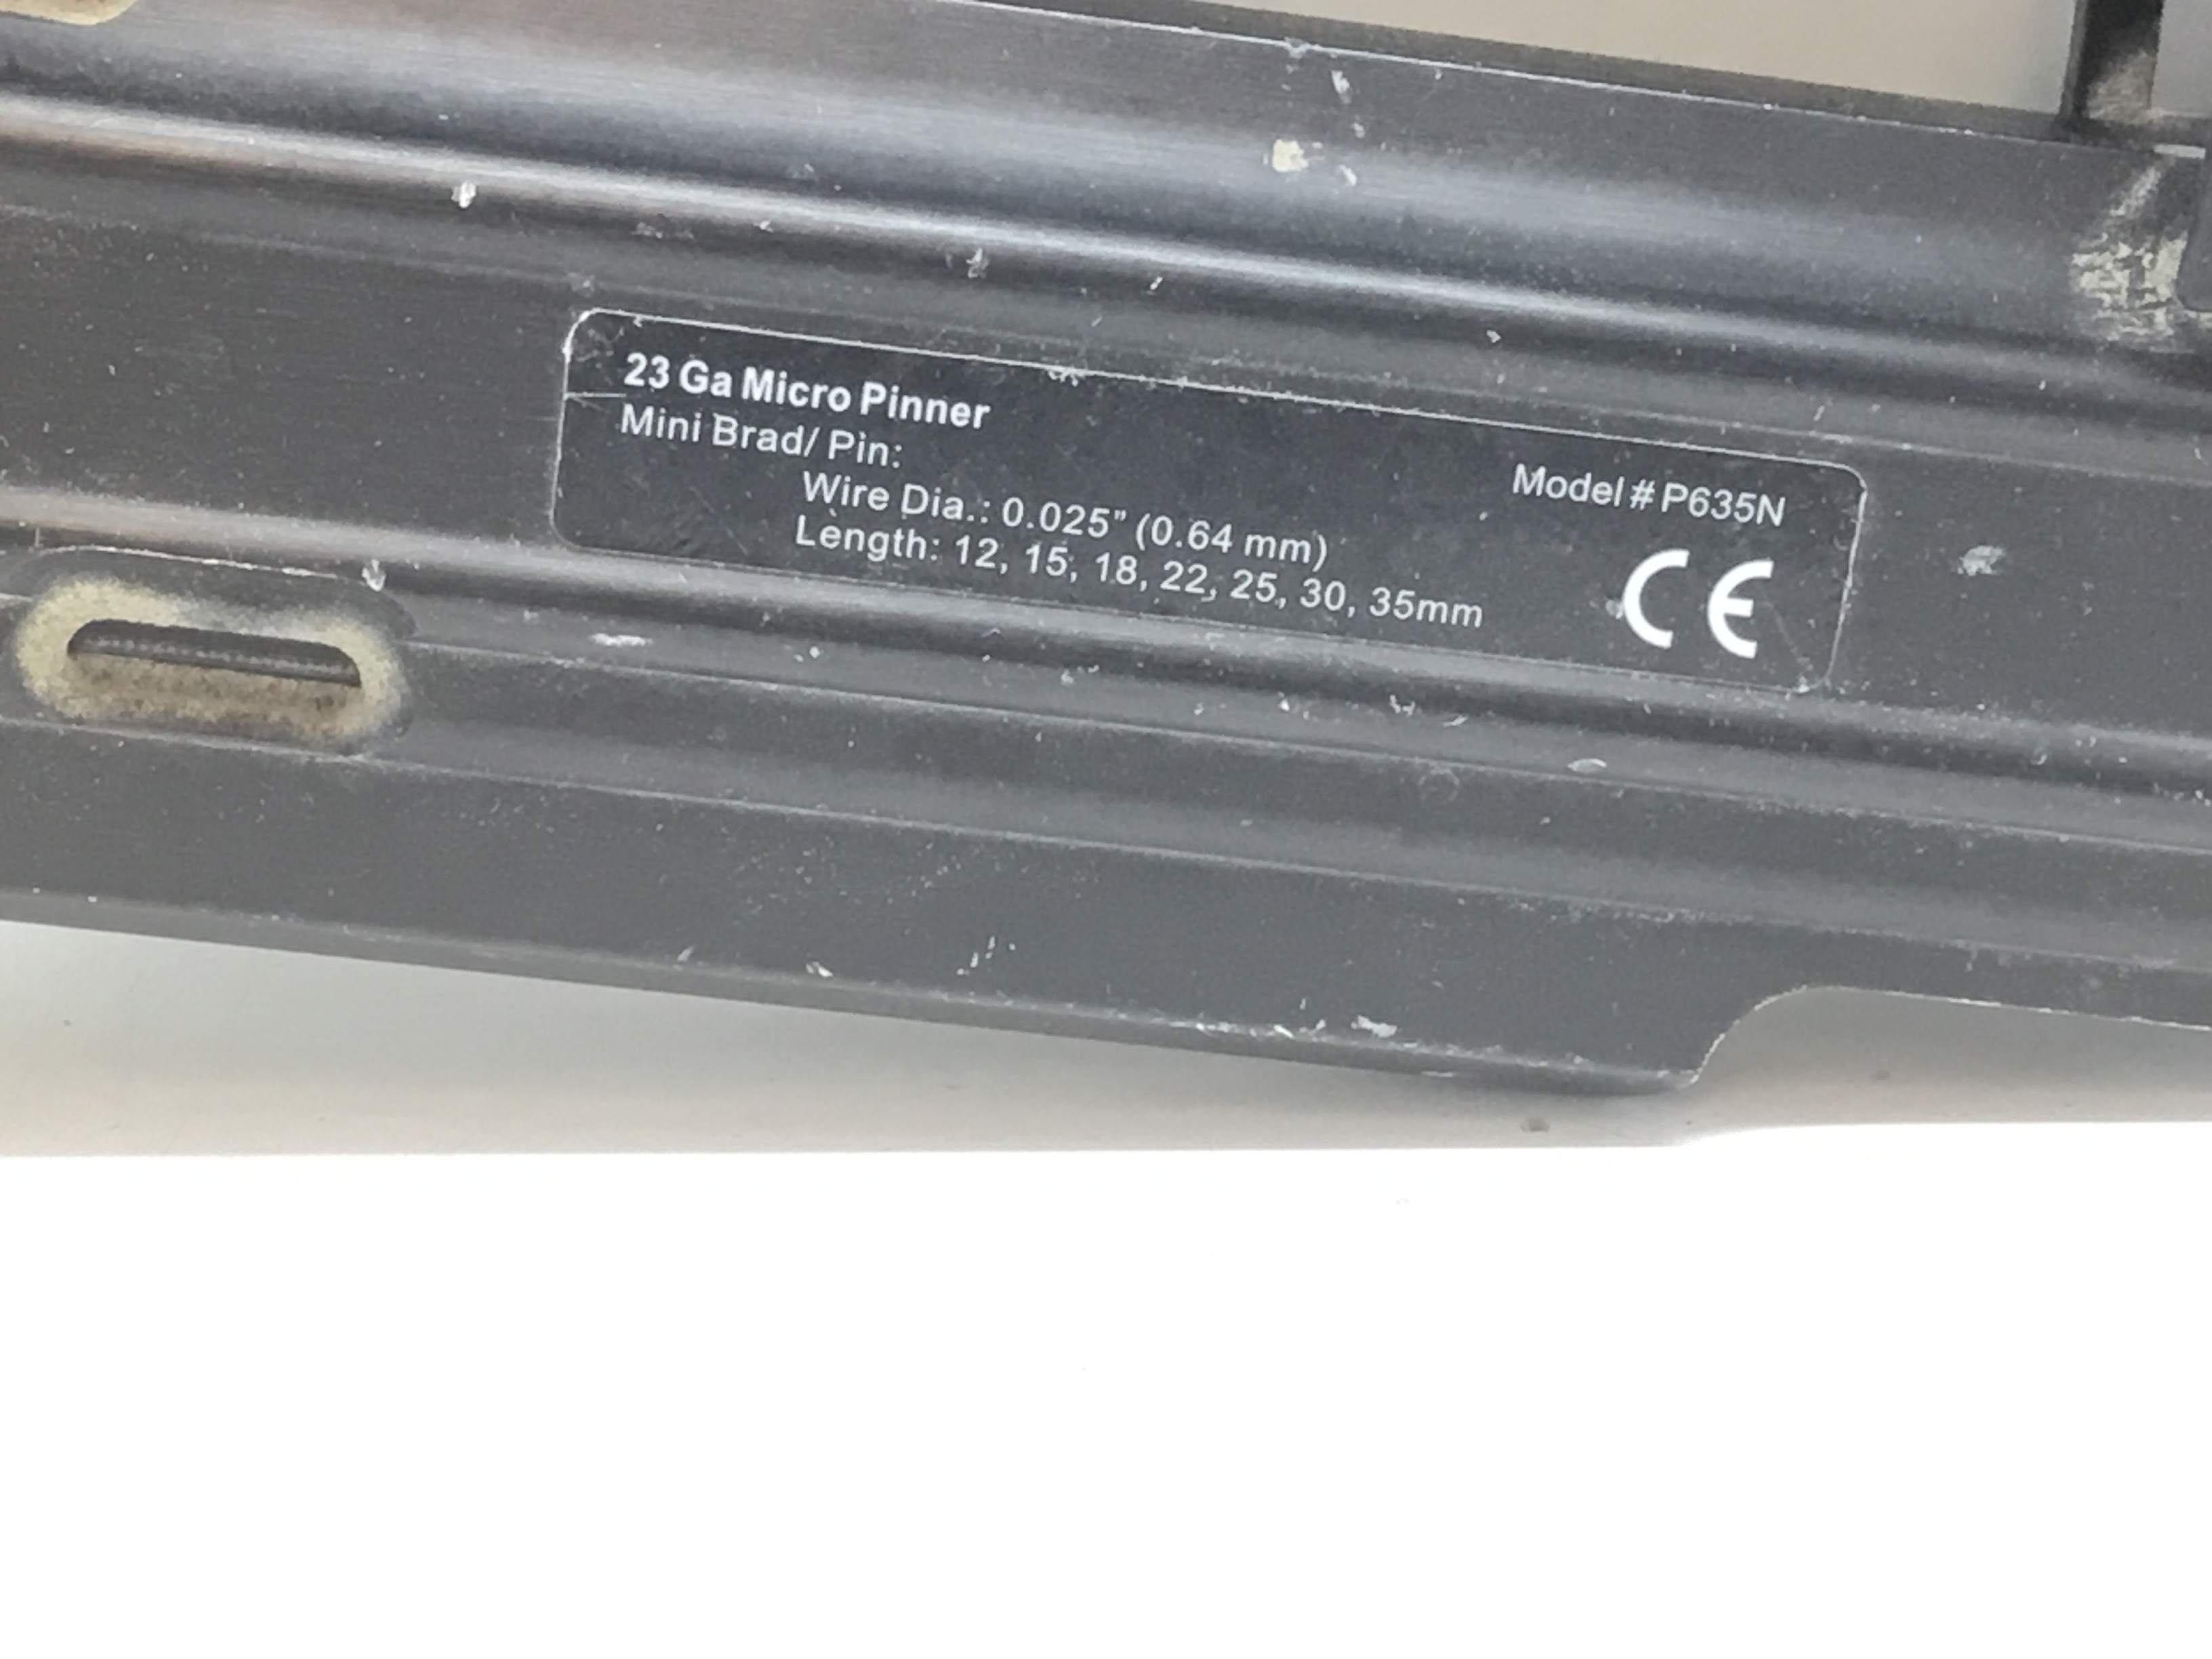 23 Ga Micro Pinner
Mini Brad/ Pin:
Wire Dia.: 0.025" (0.64 mm)
Length: 12, 15, 18, 22, 25, 30, 35mm
Model # P635N
CE